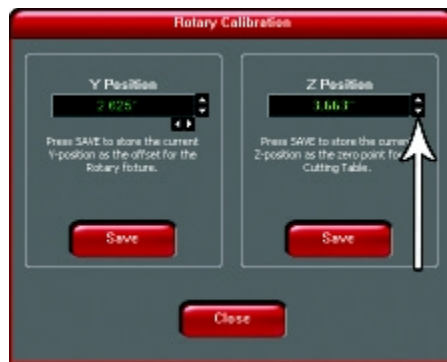 Rotary Calibration
Y Position
2.625"
Press SAVE to store the current
Y-position as the offset for the
Rotary fixture.
Save
Z Position
3.663"
Press SAVE to store the current
Z-position as the zero point for
Cutting Table.
Save
Close